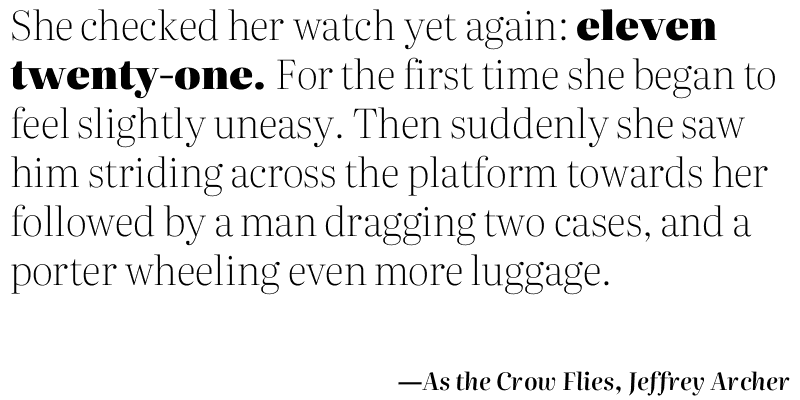 She checked her watch yet again: eleven
twenty-one. For the first time she began to
feel slightly uneasy. Then suddenly she saw
him striding across the platform towards her
followed by a man dragging two cases, and a
porter wheeling even more luggage.
—As the Crow Flies, Jeffrey Archer